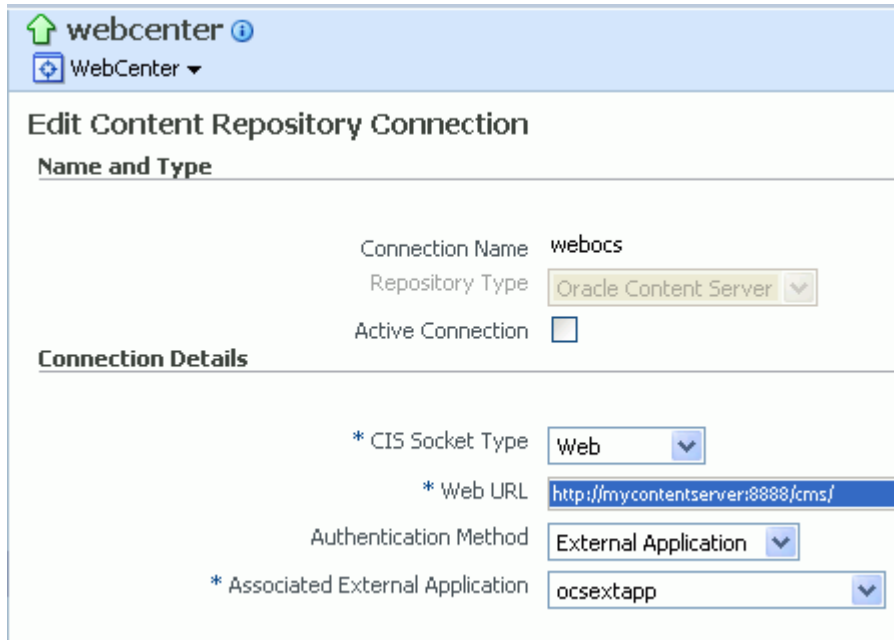 webcenter
WebCenter
Edit Content Repository Connection
Name and Type
Connection Name webocs
Repository Type Oracle Content Server
Active Connection
Connection Details
* CIS Socket Type Web
* Web URL http://mycontentserver:8888/cms/
Authentication Method External Application
* Associated External Application ocsextapp